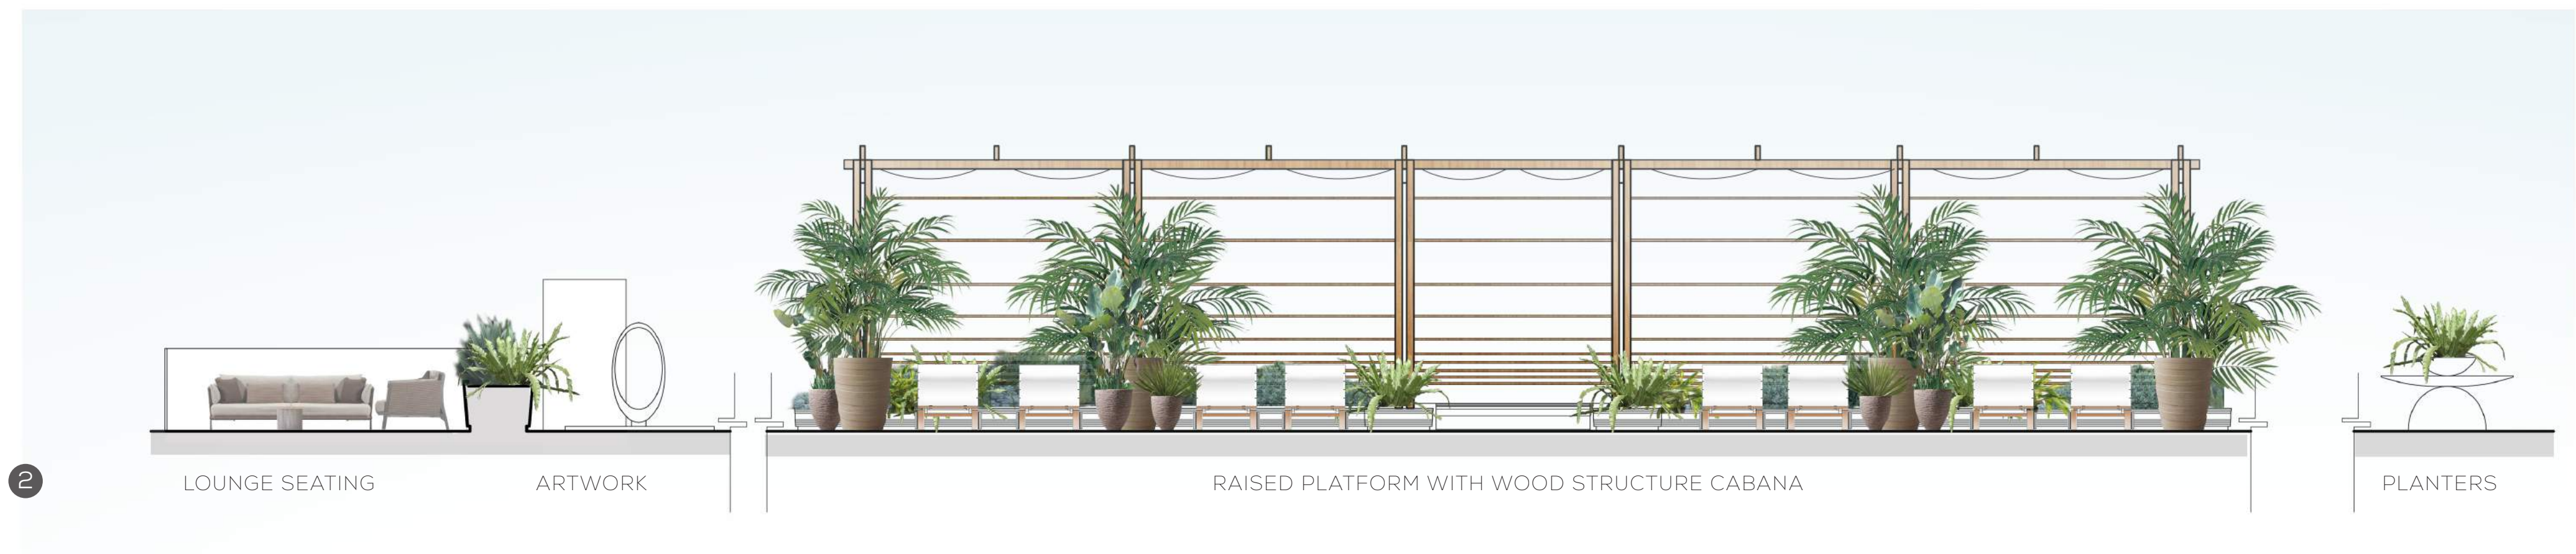 2
LOUNGE SEATING
ARTWORK
RAISED PLATFORM WITH WOOD STRUCTURE CABANA
PLANTERS